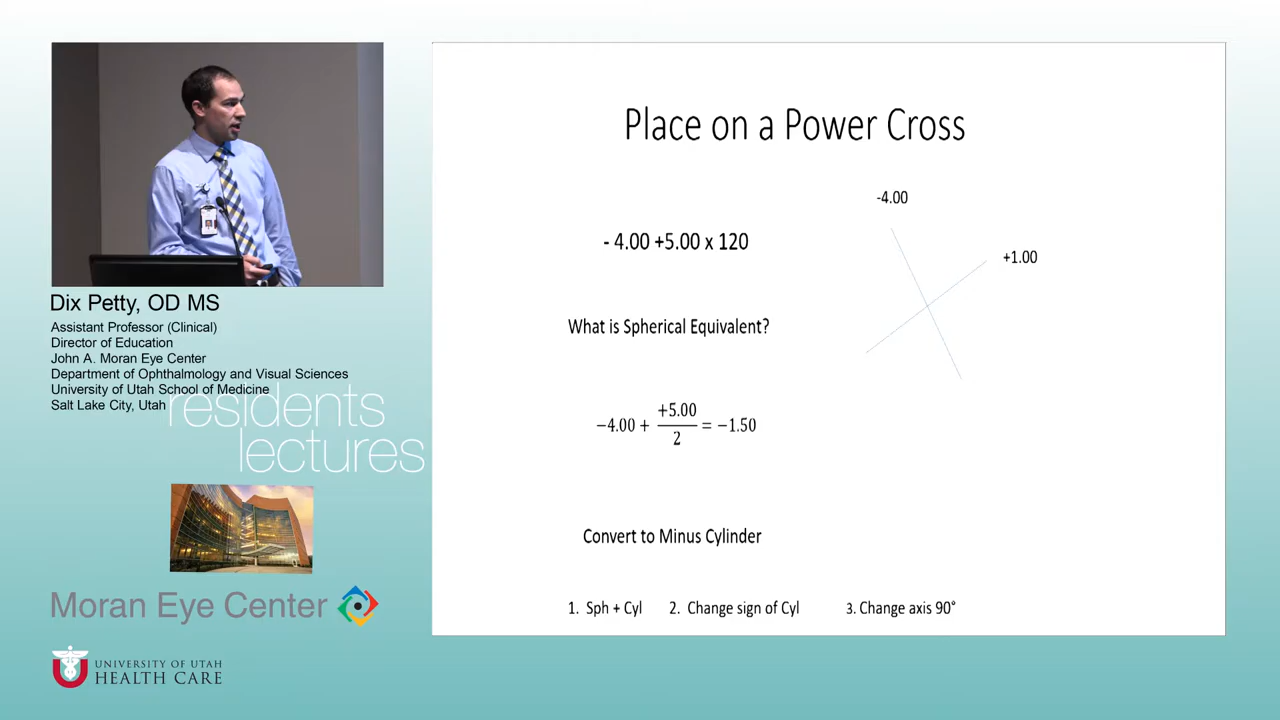 Place on a Power Cross
-4.00
- 4.00 +5.00 x 120
+1.00
What is Spherical Equivalent?
−4.00 + +5.00/2 = −1.50
Convert to Minus Cylinder
1. Sph + Cyl 2. Change sign of Cyl 3. Change axis 90°
Dix Petty, OD MS
Assistant Professor (Clinical)
Director of Education
John A. Moran Eye Center
Department of Ophthalmology and Visual Sciences
University of Utah School of Medicine
Salt Lake City, Utah
residents
lectures
Moran Eye Center
U
UNIVERSITY OF UTAH
HEALTH CARE